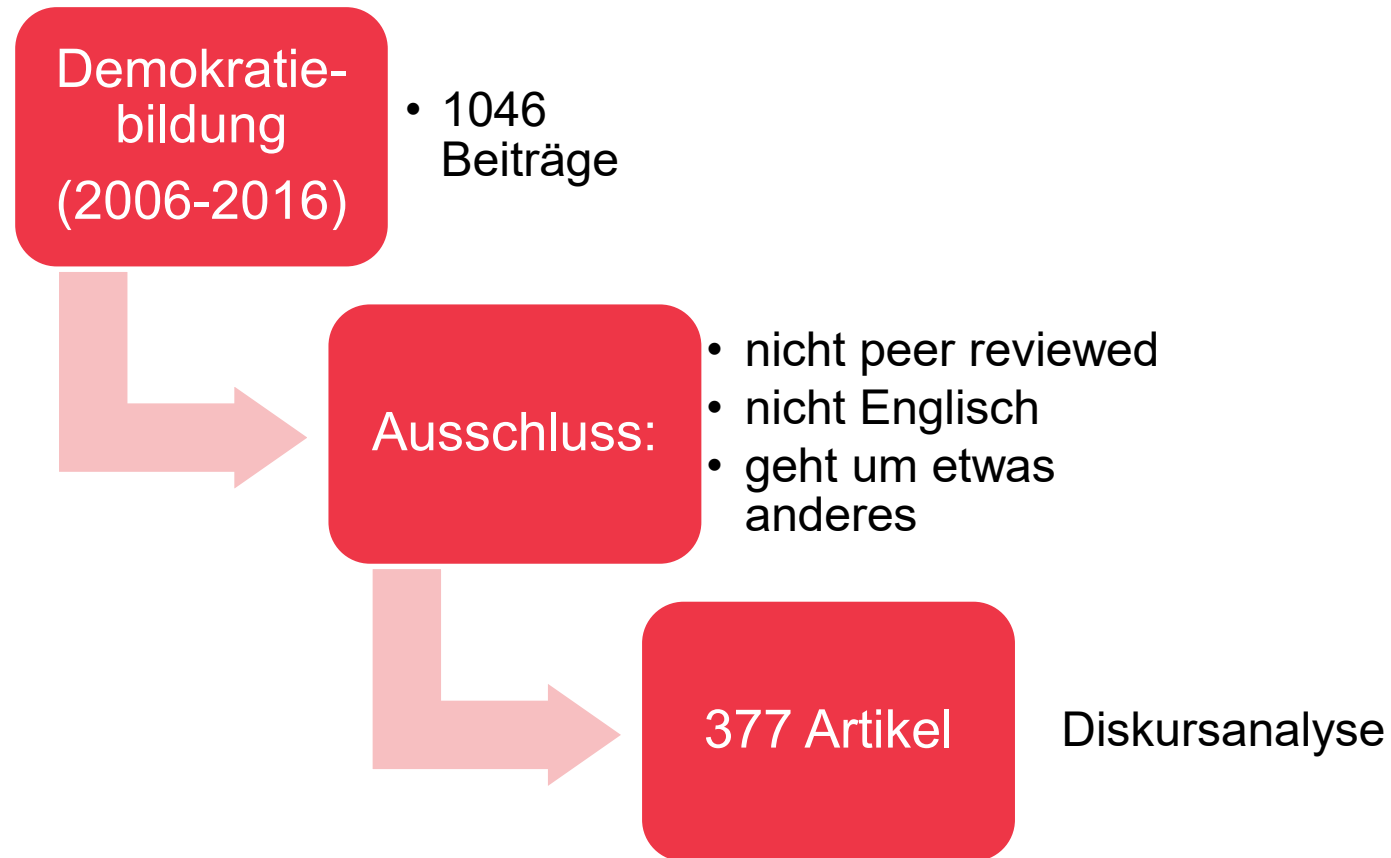 Demokratie-
bildung
(2006-2016)
• 1046
Beiträge
Ausschluss:
• nicht peer reviewed
• nicht Englisch
• geht um etwas
anderes
377 Artikel
Diskursanalyse